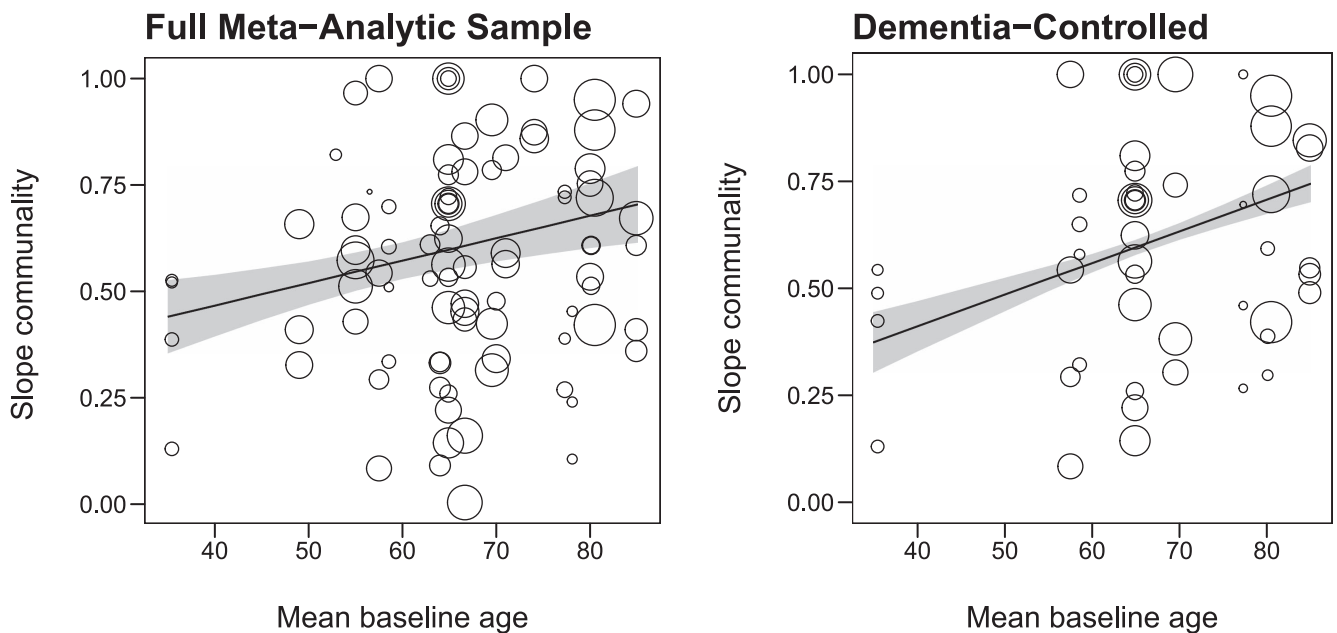 Full Meta−Analytic Sample
Slope communality
1.00
0.75
0.50
0.25
0.00
40 50 60 70 80
Mean baseline age
Dementia−Controlled
Slope communality
1.00
0.75
0.50
0.25
0.00
40 50 60 70 80
Mean baseline age